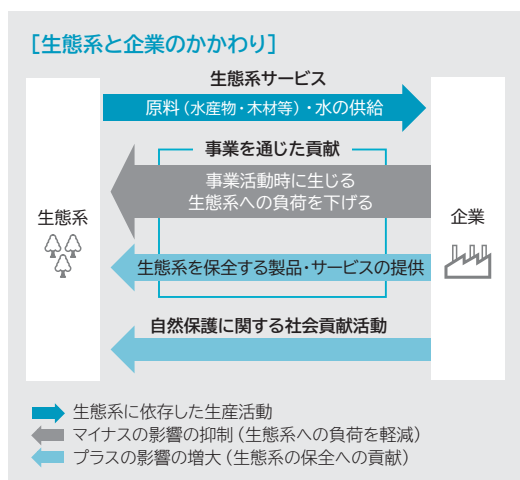 [生態系と企業のかかわり]
生態系サービス
原料(水産物・木材等)・水の供給
事業を通じた貢献
事業活動時に生じる
生態系への負荷を下げる
生態系
企業
生態系を保全する製品・サービスの提供
自然保護に関する社会貢献活動
生態系に依存した生産活動
マイナスの影響の抑制(生態系への負荷を軽減)
プラスの影響の増大(生態系の保全への貢献)